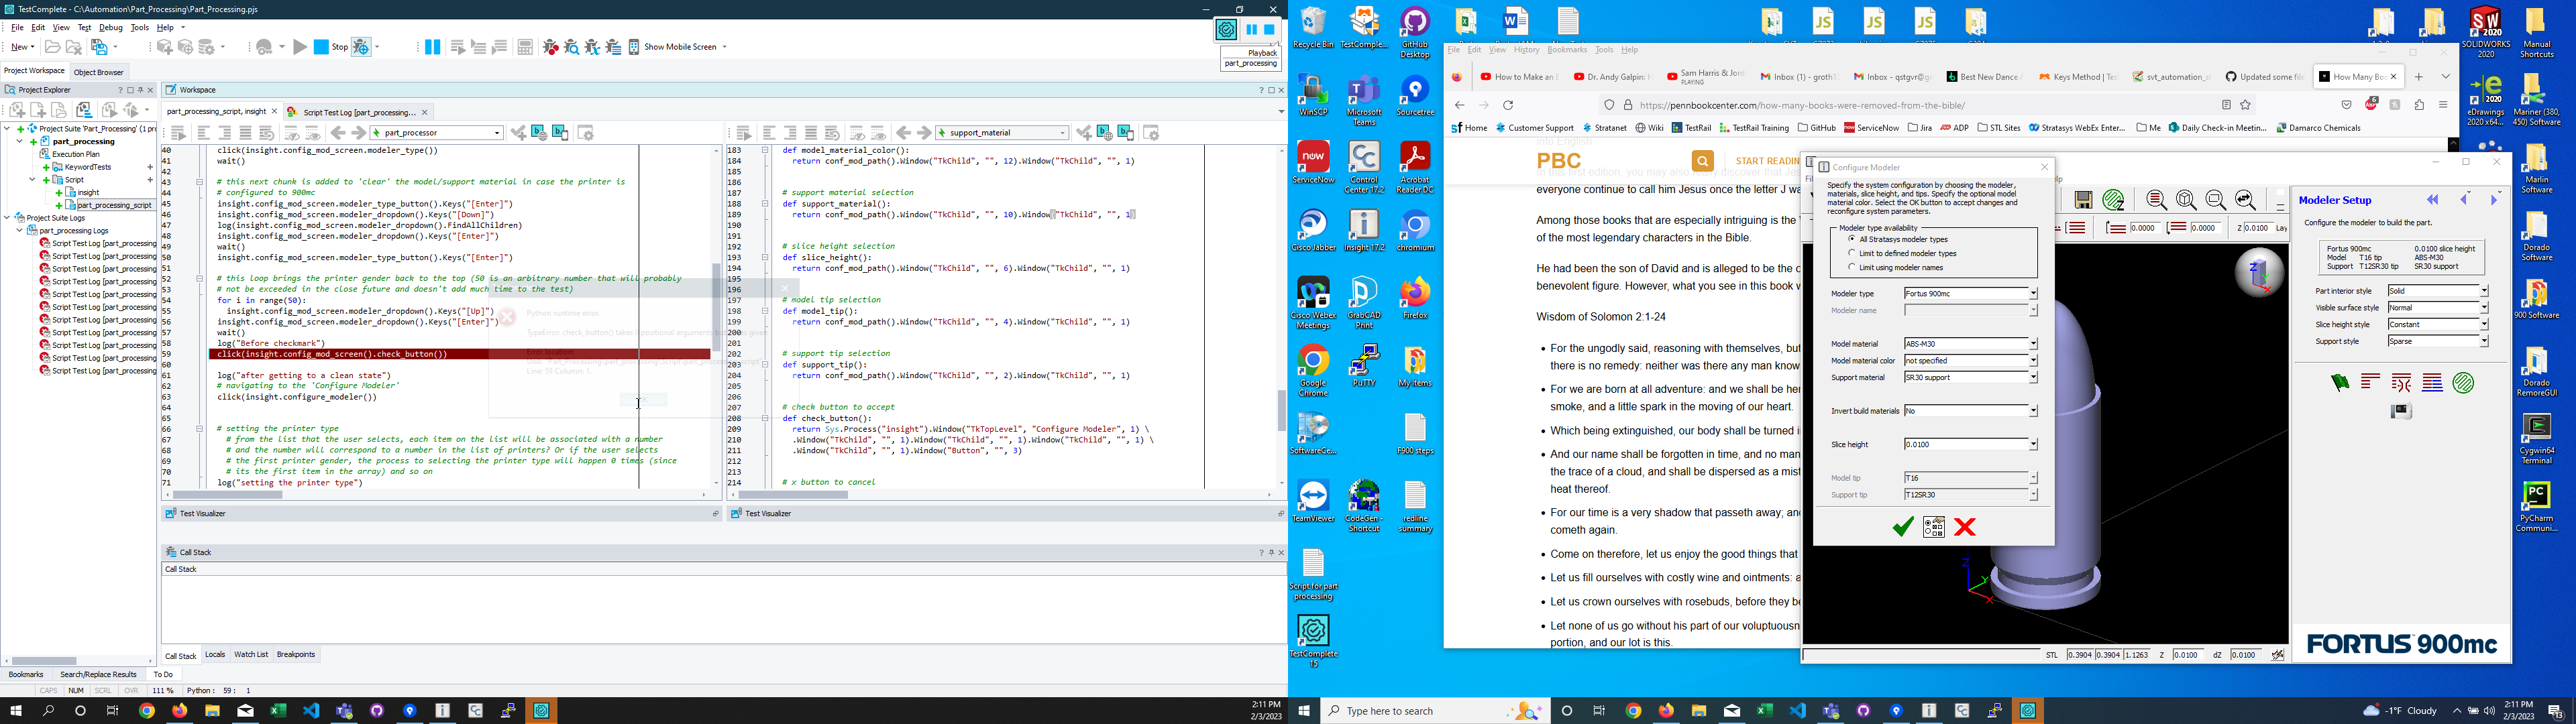 TestComplete - C:\Automation\Part_Processing\Part_Processing.pjs
File Edit View Test Debug Tools Help
New
Stop
Show Mobile Screen
Playback
part_processing
Project Workspace Object Browser
Project Explorer
Project Suite 'Part_Processing' (1 pro
part_processing
Execution Plan
KeywordTests
Script
insight
part_processing_script
Project Suite Logs
part_processing Logs
Script Test Log [part_processing
Script Test Log [part_processing
Script Test Log [part_processing
Script Test Log [part_processing
Script Test Log [part_processing
Script Test Log [part_processing
Script Test Log [part_processing
Script Test Log [part_processing
Script Test Log [part_processing
Script Test Log [part_processing
Script Test Log [part_processing
Workspace
part_processing_script, insight
Script Test Log [part_processing...
part_processor
40 click(insight.config_mod_screen.modeler_type())
41 wait()
42
43 # this next chunk is added to 'clear' the model/support material in case the printer is
44 # configured to 900mc
45 insight.config_mod_screen.modeler_type_button().Keys("[Enter]")
46 insight.config_mod_screen.modeler_dropdown().Keys("[Down]")
47 log(insight.config_mod_screen.modeler_dropdown().FindAllChildren)
48 insight.config_mod_screen.modeler_dropdown().Keys("[Enter]")
49 wait()
50 insight.config_mod_screen.modeler_type_button().Keys("[Enter]")
51
52 # this loop brings the printer gender back to the top (50 is an arbitrary number that will probably
53 # not be exceeded in the close future and doesn't add much time to the test)
54 for i in range(50):
55 insight.config_mod_screen.modeler_dropdown().Keys("[Up]")
56 insight.config_mod_screen.modeler_dropdown().Keys("[Enter]")
57 wait()
58 log("Before checkmark")
59 click(insight.config_mod_screen().check_button())
60
61 log("after getting to a clean state")
62 # navigating to the 'Configure Modeler'
63 click(insight.configure_modeler())
64
65
66 # setting the printer type
67 # from the list that the user selects, each item on the list will be associated with a number
68 # and the number will correspond to a number in the list of printers? Or if the user selects
69 # the first printer gender, the process to selecting the printer type will happen 0 times (since
70 # its the first item in the array) and so on
71 log("setting the printer type")
Python runtime error.
support_material
183 def model_material_color():
184 return conf_mod_path().Window("TkChild", "", 12).Window("TkChild", "", 1)
185
186
187 # support material selection
188 def support_material():
189 return conf_mod_path().Window("TkChild", "", 10).Window("TkChild", "", 1)
190
191
192 # slice height selection
193 def slice_height():
194 return conf_mod_path().Window("TkChild", "", 6).Window("TkChild", "", 1)
195
196
197 # model tip selection
198 def model_tip():
199 return conf_mod_path().Window("TkChild", "", 4).Window("TkChild", "", 1)
200
201
202 # support tip selection
203 def support_tip():
204 return conf_mod_path().Window("TkChild", "", 2).Window("TkChild", "", 1)
205
206
207 # check button to accept
208 def check_button():
209 return Sys.Process("insight").Window("TkTopLevel", "Configure Modeler", 1) \
210 .Window("TkChild", "", 1).Window("TkChild", "", 1).Window("TkChild", "", 1) \
211 .Window("TkChild", "", 1).Window("Button", "", 3)
212
213
214 # x button to cancel
Test Visualizer
Test Visualizer
Call Stack
Call Stack
Call Stack Locals Watch List Breakpoints
Bookmarks Search/Replace Results To Do
CAPS NUM SCRL OVR 111 % Python : 59 : 1
2:11 PM
2/3/2023
Recycle Bin
TestComple...
GitHub Desktop
WinSCP
Microsoft Teams
Sourcetree
ServiceNow
Control Center 17.2
Acrobat Reader DC
Cisco Jabber
Insight 17.2
chromium
Cisco Webex Meetings
GrabCAD Print
Firefox
Google Chrome
PuTTY
My items
SoftwareCe...
F900 steps
TeamViewer
CodeGen - Shortcut
redline summary
Script for part processing
TestComplete 15
File Edit View History Bookmarks Tools Help
How to Make an E
Dr. Andy Galpin: H
Sam Harris & Jord
PLAYING
Inbox (1) - groth1
Inbox - qstgvr@gr
Best New Dance
Keys Method | Tes
svt_automation_st
Updated some file
How Many Boo
https://pennbookcenter.com/how-many-books-were-removed-from-the-bible/
Home Customer Support Stratanet Wiki TestRail TestRail Training GitHub ServiceNow Jira ADP STL Sites Stratasys WebEx Enter... Me Daily Check-in Meetin... Damarco Chemicals
PBC
START READIN
into English
In this first edition, you may also really discover that Jes
everyone continue to call him Jesus once the letter J wa
Among those books that are especially intriguing is the
of the most legendary characters in the Bible.
He had been the son of David and is alleged to be the c
benevolent figure. However, what you see in this book w
Wisdom of Solomon 2:1-24
For the ungodly said, reasoning with themselves, but
there is no remedy: neither was there any man know
For we are born at all adventure: and we shall be her
smoke, and a little spark in the moving of our heart.
Which being extinguished, our body shall be turned i
And our name shall be forgotten in time, and no man
the trace of a cloud, and shall be dispersed as a mist
heat thereof.
For our time is a very shadow that passeth away; and
cometh again.
Come on therefore, let us enjoy the good things that
Let us fill ourselves with costly wine and ointments: a
Let us crown ourselves with rosebuds, before they be
Let none of us go without his part of our voluptuousn
portion, and our lot is this.
Configure Modeler
Specify the system configuration by choosing the modeler,
materials, slice height, and tips. Specify the optional model
material color. Select the OK button to accept changes and
reconfigure system parameters.
Modeler type availability
All Stratasys modeler types
Limit to defined modeler types
Limit using modeler names
Modeler type Fortus 900mc
Modeler name
Model material ABS-M30
Model material color not specified
Support material SR30 support
Invert build materials No
Slice height 0.0100
Model tip T16
Support tip T12SR30
0.0000 0.0000 Z 0.0100 Lay
STL 0.3904 0.3904 1.1263 Z 0.0100 dZ 0.0100
Modeler Setup
Configure the modeler to build the part.
Fortus 900mc 0.0100 slice height
Model T16 tip ABS-M30
Support T12SR30 tip SR30 support
Part interior style Solid
Visible surface style Normal
Slice height style Constant
Support style Sparse
FORTUS 900mc
SOLIDWORKS 2020
Manual Shortcuts
eDrawings 2020 x64...
Mariner (380, 450) Software
Marlin Software
Dorado Software
900 Software
Dorado RemoreGUI
Cygwin64 Terminal
PyCharm Communi...
Type here to search
-1°F Cloudy
2:11 PM
2/3/2023